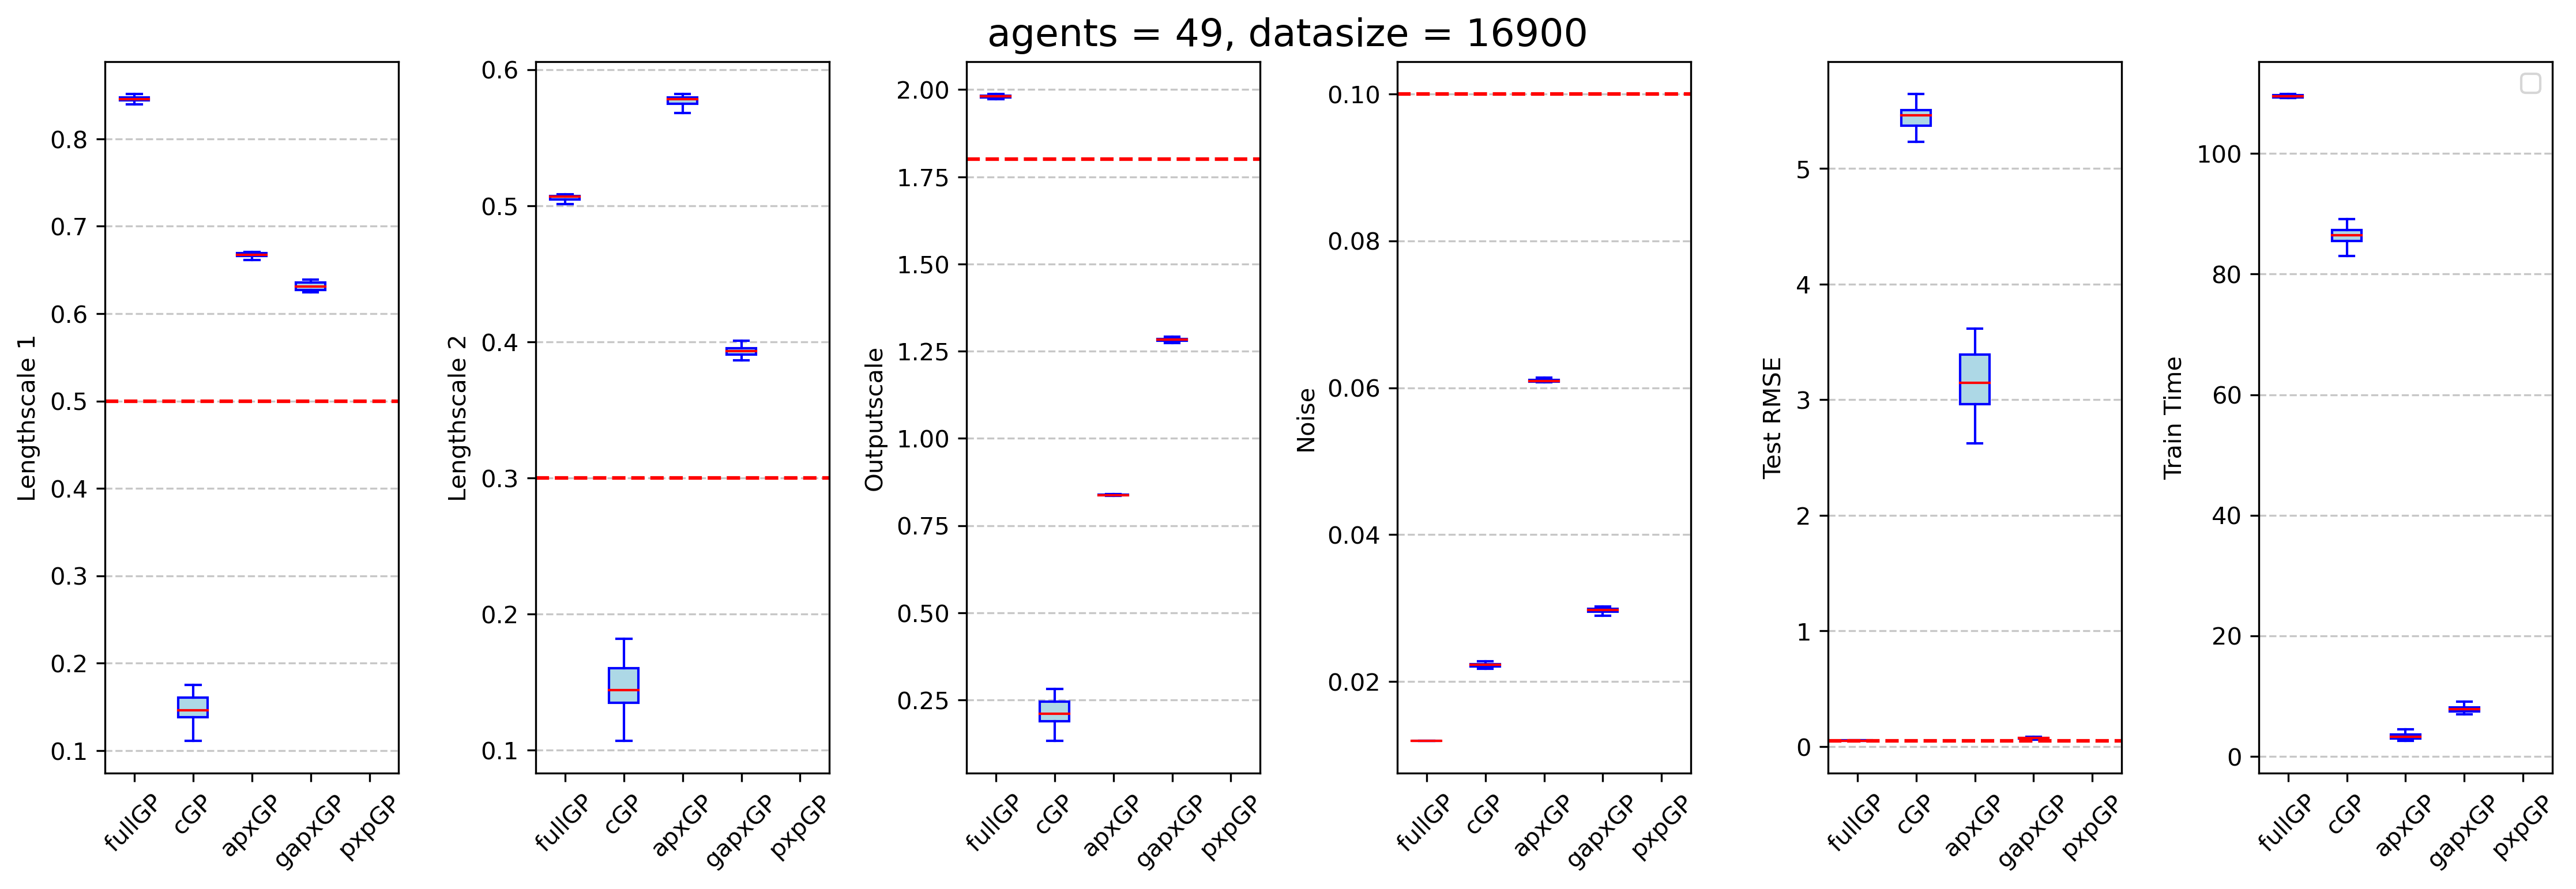 agents = 49, datasize = 16900
Lengthscale 1
0.8
0.7
0.6
0.5
0.4
0.3
0.2
0.1
fullGP
cGP
apxGP
gapxGP
pxpGP
Lengthscale 2
0.6
0.5
0.4
0.3
0.2
0.1
fullGP
cGP
apxGP
gapxGP
pxpGP
Outputscale
2.00
1.75
1.50
1.25
1.00
0.75
0.50
0.25
fullGP
cGP
apxGP
gapxGP
pxpGP
Noise
0.10
0.08
0.06
0.04
0.02
fullGP
cGP
apxGP
gapxGP
pxpGP
Test RMSE
5
4
3
2
1
0
fullGP
cGP
apxGP
gapxGP
pxpGP
Train Time
100
80
60
40
20
0
fullGP
cGP
apxGP
gapxGP
pxpGP